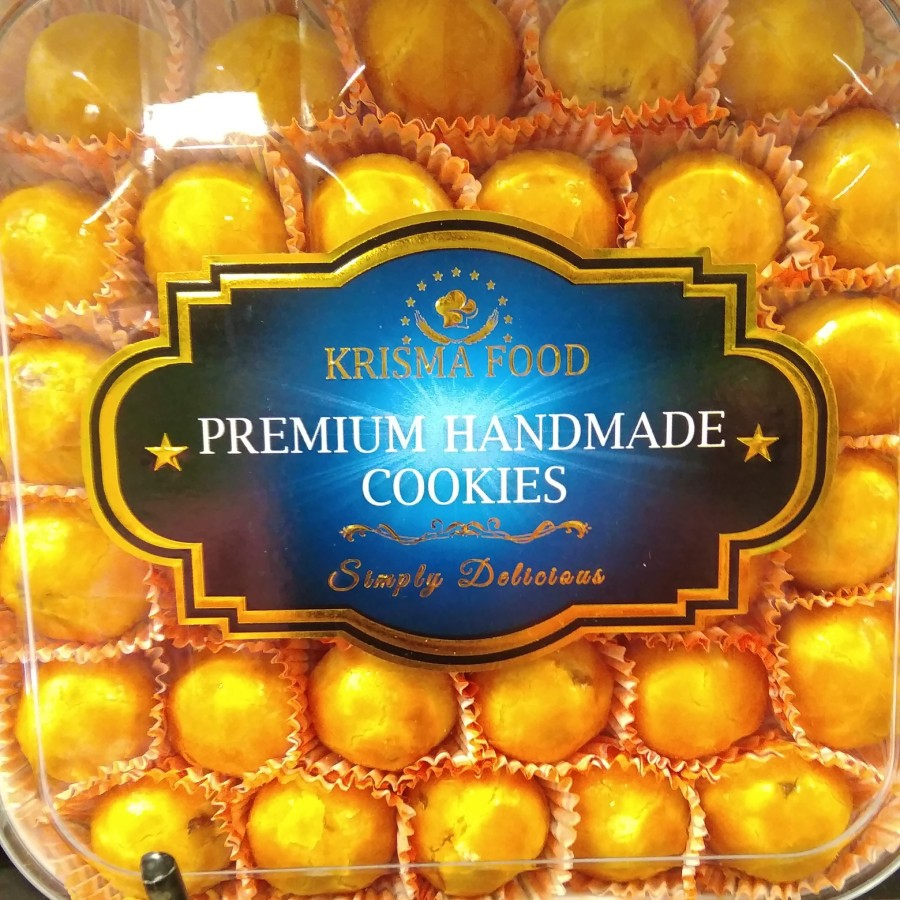 KRISMA FOOD
PREMIUM HANDMADE
COOKIES
Simply Delicious